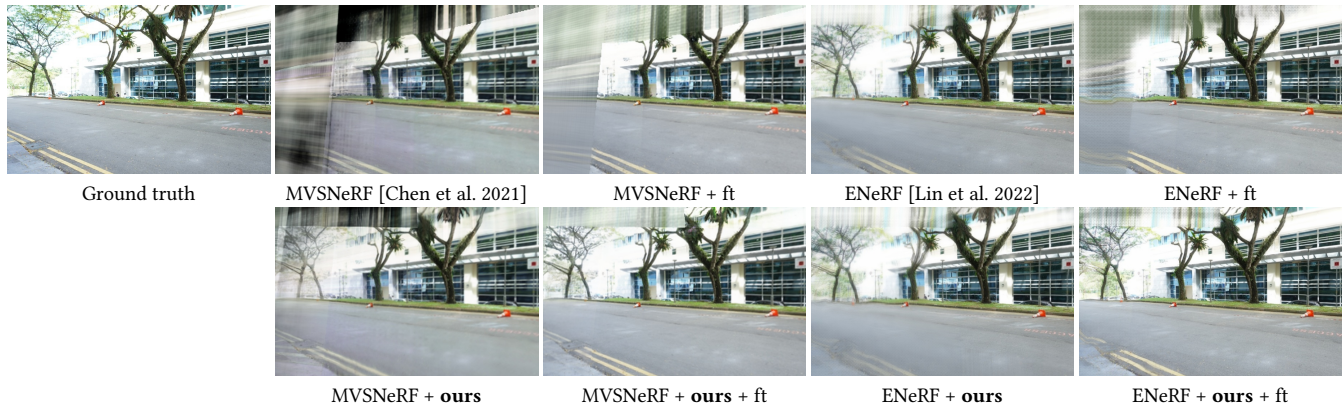 Ground truth
MVSNeRF [Chen et al. 2021]
MVSNeRF + ft
ENeRF [Lin et al. 2022]
ENeRF + ft
MVSNeRF + ours
MVSNeRF + ours + ft
ENeRF + ours
ENeRF + ours + ft